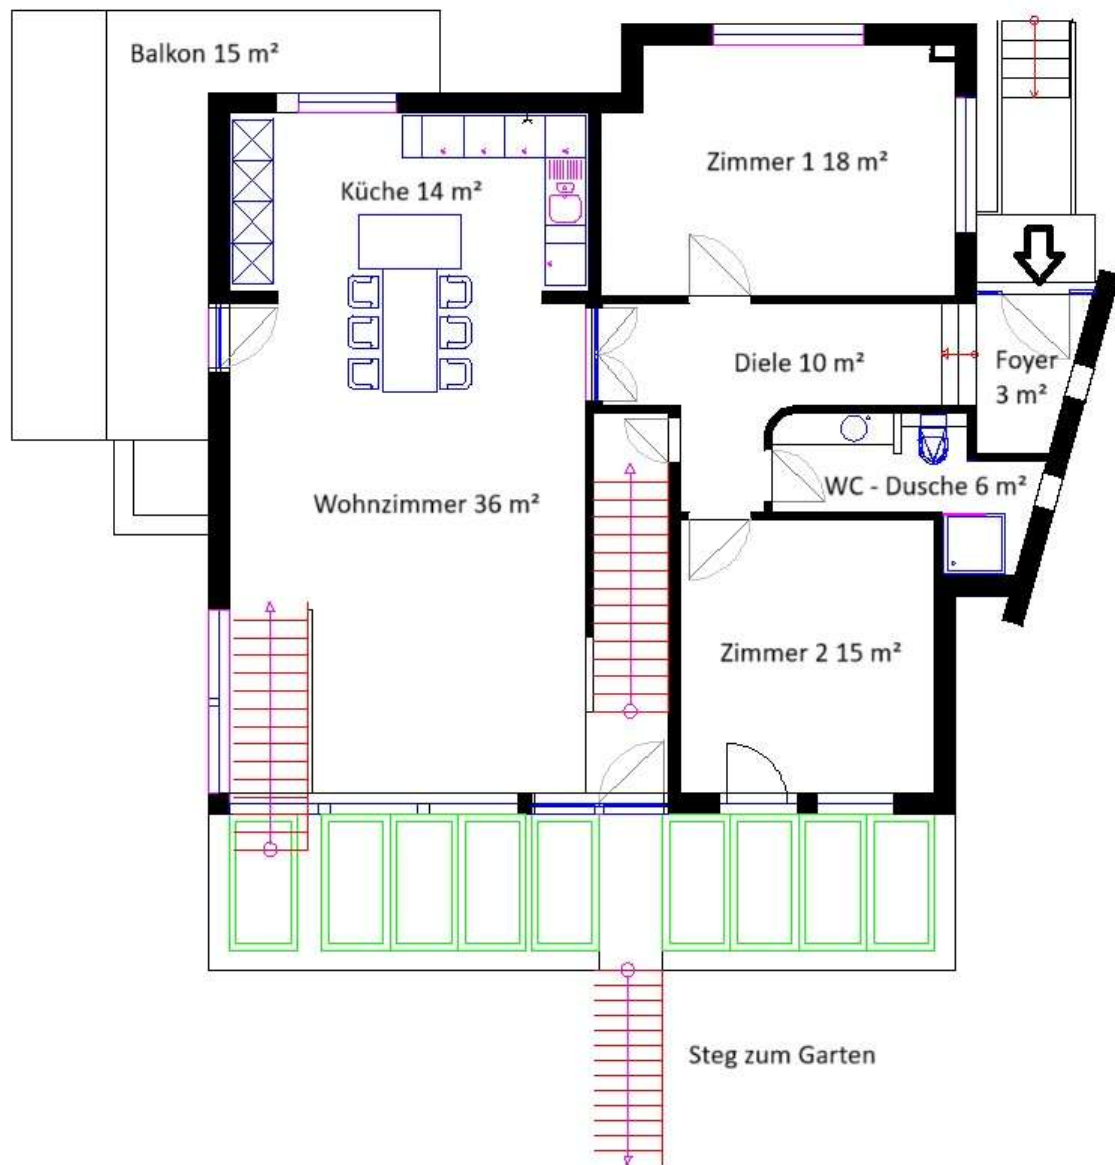 Balkon 15 m²
Zimmer 1 18 m²
Küche 14 m²
Diele 10 m²
Foyer
3 m²
WC - Dusche 6 m²
Wohnzimmer 36 m²
Zimmer 2 15 m²
Steg zum Garten